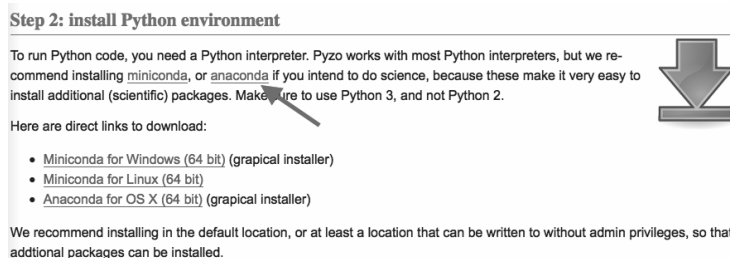 Step 2: install Python environment
To run Python code, you need a Python interpreter. Pyzo works with most Python interpreters, but we re-
commend installing miniconda, or anaconda if you intend to do science, because these make it very easy to
install additional (scientific) packages. Make sure to use Python 3, and not Python 2.
Here are direct links to download:
• Miniconda for Windows (64 bit) (grapical installer)
• Miniconda for Linux (64 bit)
• Anaconda for OS X (64 bit) (grapical installer)
We recommend installing in the default location, or at least a location that can be written to without admin privileges, so that
addtional packages can be installed.